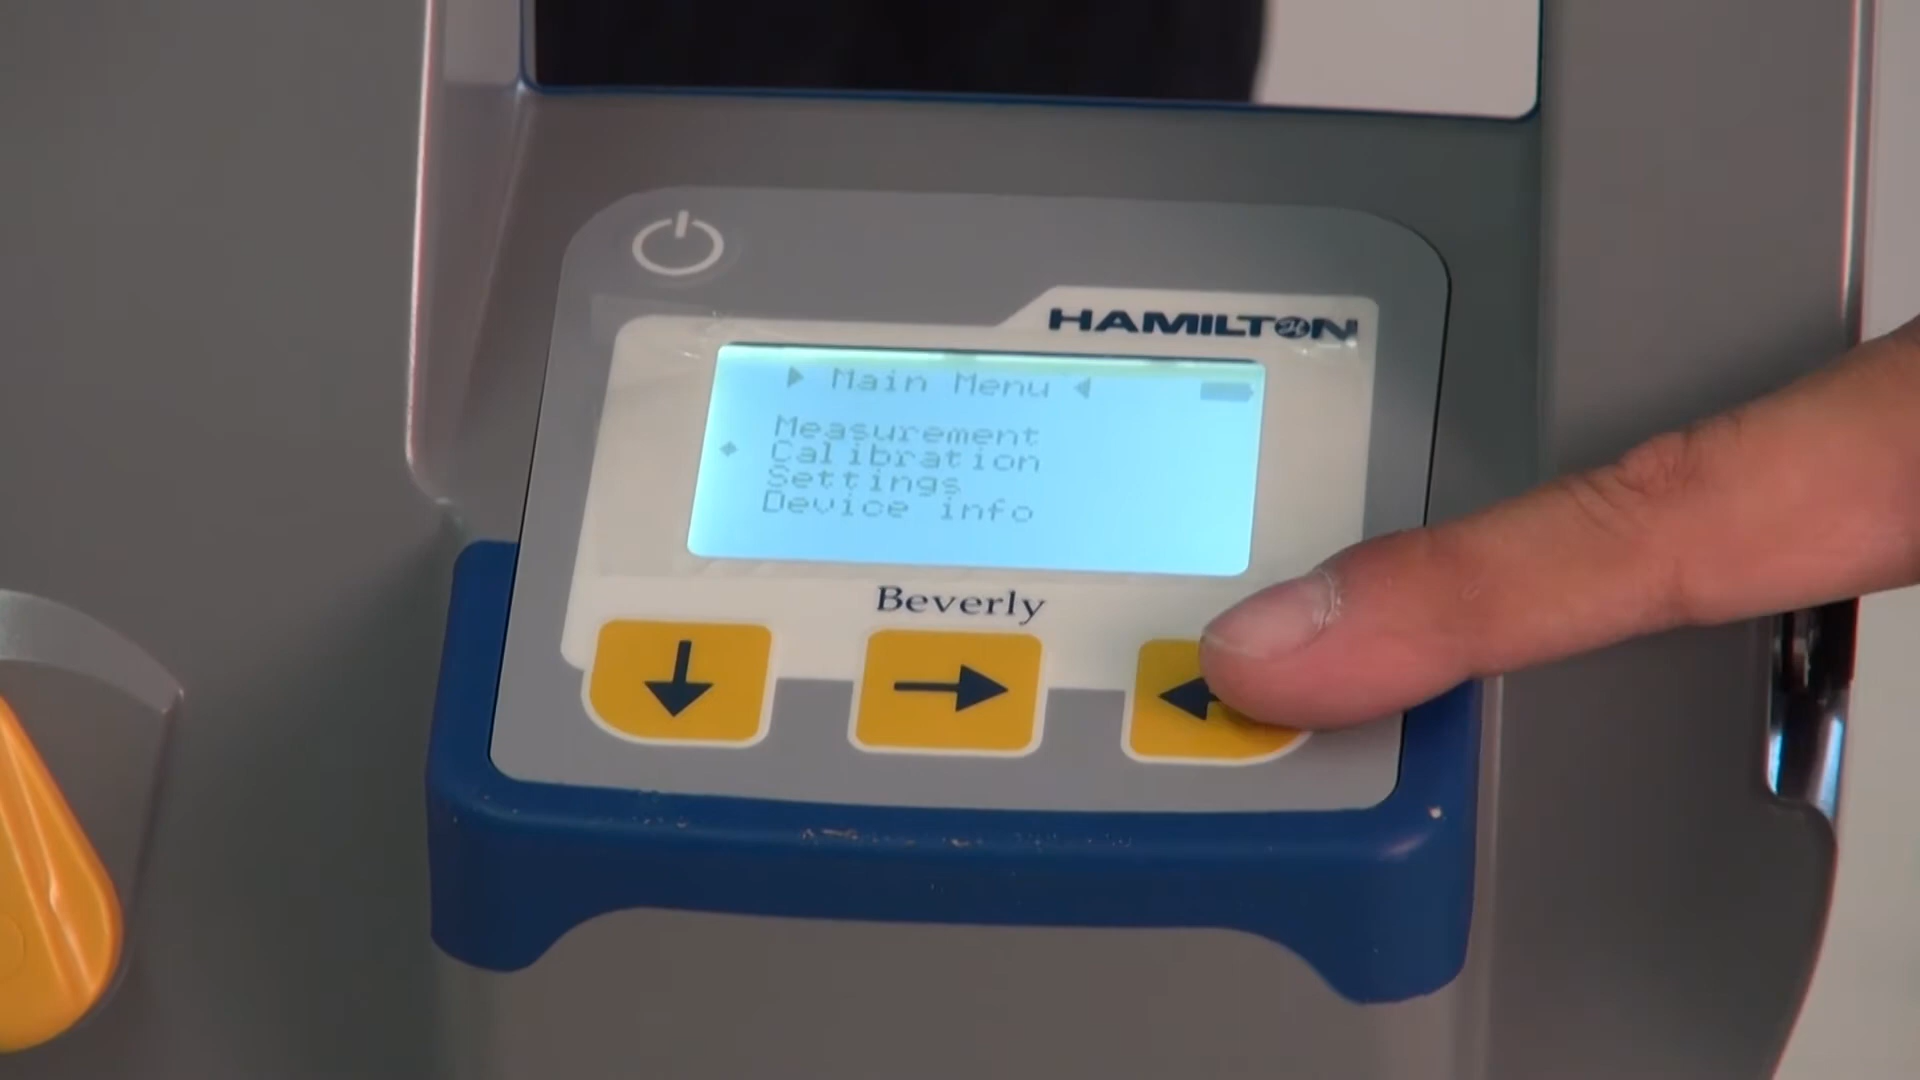 HAMILTON
Main Menu
Measurement
Calibration
Settings
Device info
Beverly